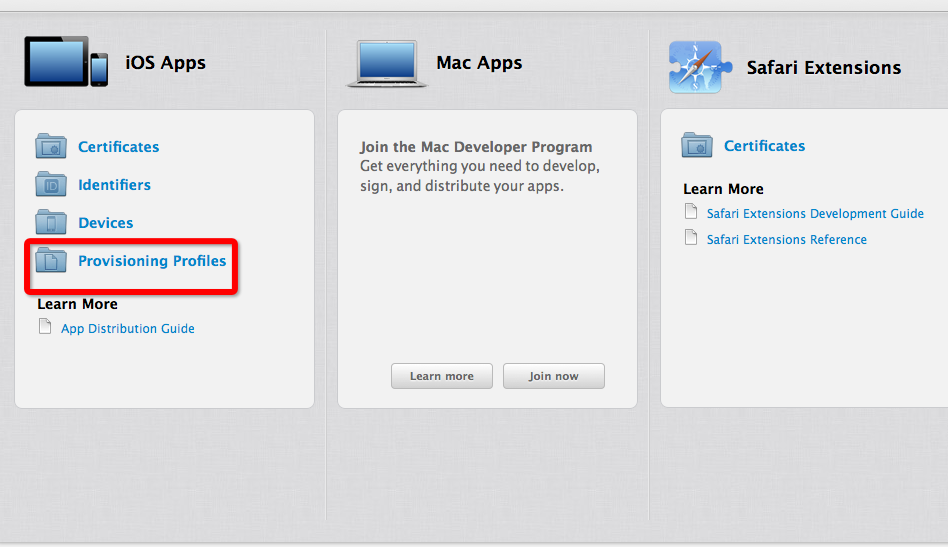 iOS Apps
Certificates
Identifiers
Devices
Provisioning Profiles
Learn More
App Distribution Guide
Mac Apps
Join the Mac Developer Program
Get everything you need to develop,
sign, and distribute your apps.
Learn more
Join now
Safari Extensions
Certificates
Learn More
Safari Extensions Development Guide
Safari Extensions Reference